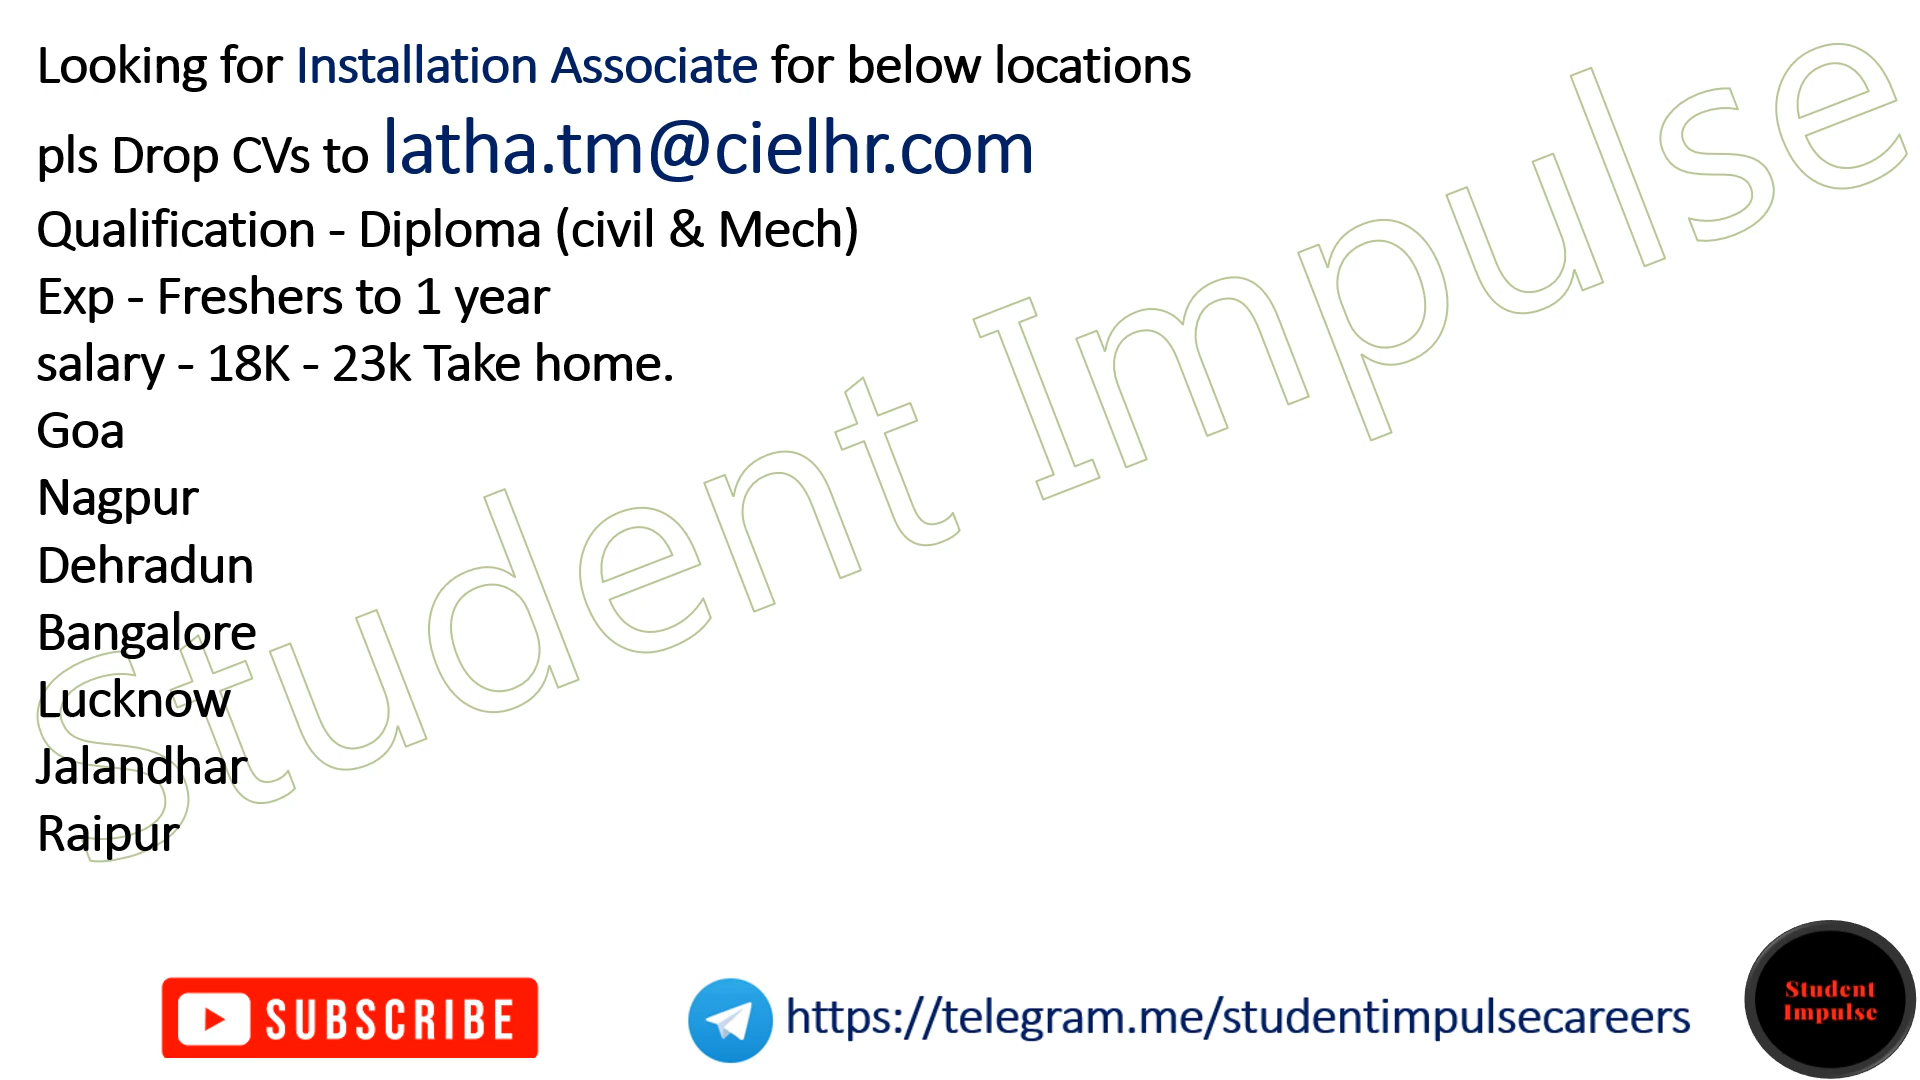 Looking for Installation Associate for below locations
pls Drop CVs to latha.tm@cielhr.com
Qualification - Diploma (civil & Mech)
Exp - Freshers to 1 year
salary - 18K - 23k Take home.
Goa
Nagpur
Dehradun
Bangalore
Lucknow
Jalandhar
Raipur
Student Impulse
SUBSCRIBE
https://telegram.me/studentimpulsecareers
Student
Impulse